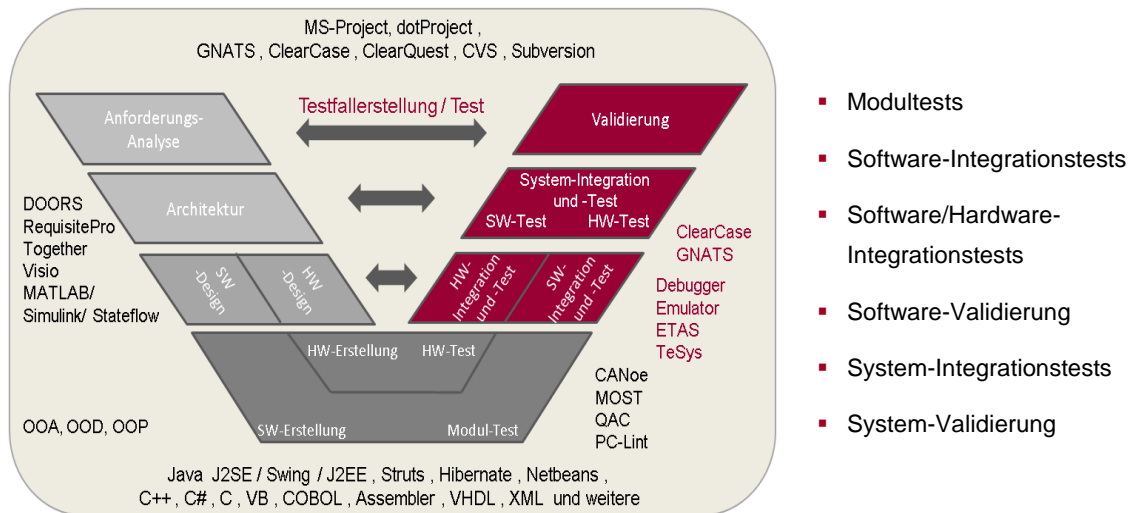 MS-Project, dotProject ,
GNATS , ClearCase , ClearQuest , CVS , Subversion
Testfallerstellung / Test
Anforderungs-
Analyse
Validierung
Architektur
System-Integration
und -Test
SW-Test HW-Test
DOORS
RequisitePro
Together
Visio
MATLAB/
Simulink/ Stateflow
ClearCase
GNATS
SW
-Design
HW
-Design
HW-
Integration
und -Test
SW-
Integration
und -Test
Debugger
Emulator
ETAS
TeSys
HW-Erstellung HW-Test
CANoe
MOST
QAC
PC-Lint
OOA, OOD, OOP
SW-Erstellung Modul-Test
Java J2SE / Swing / J2EE , Struts , Hibernate , Netbeans ,
C++ , C# , C , VB , COBOL , Assembler , VHDL , XML und weitere
▪ Modultests
▪ Software-Integrationstests
▪ Software/Hardware-
Integrationstests
▪ Software-Validierung
▪ System-Integrationstests
▪ System-Validierung